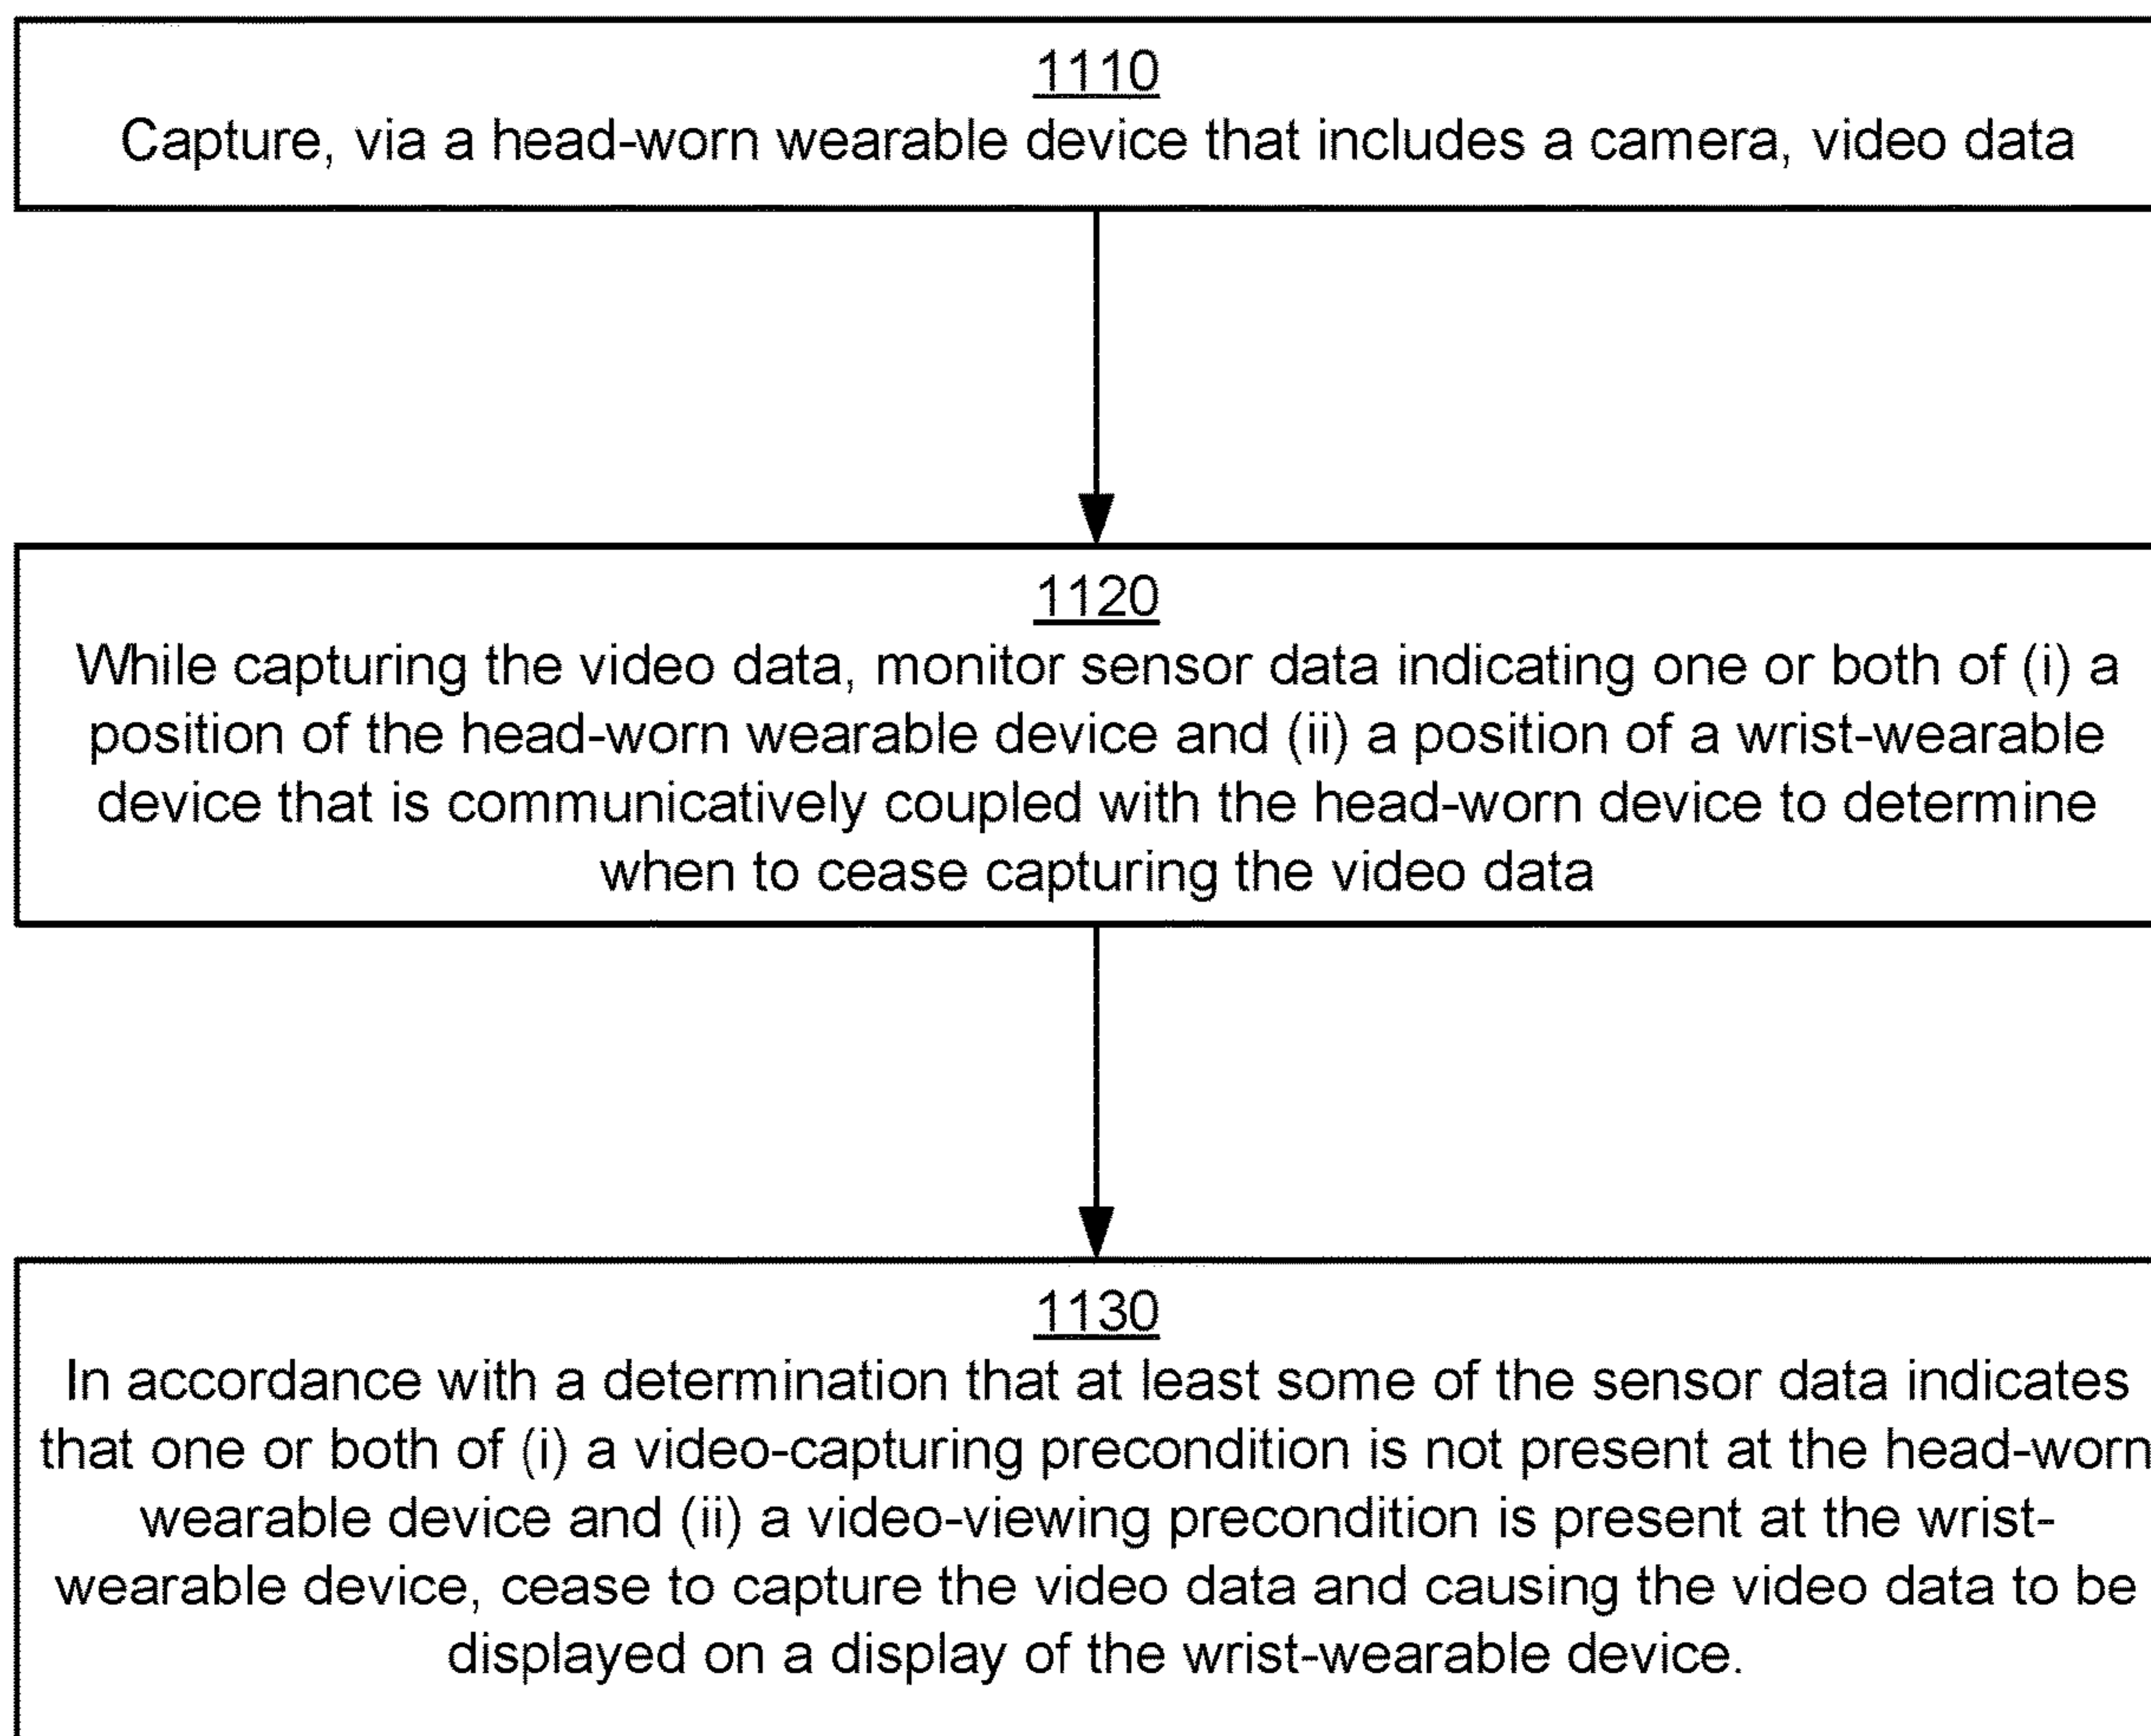 1110
Capture, via a head-worn wearable device that includes a camera, video data
1120
While capturing the video data, monitor sensor data indicating one or both of (i) a
position of the head-worn wearable device and (ii) a position of a wrist-wearable
device that is communicatively coupled with the head-worn device to determine
when to cease capturing the video data
1130
In accordance with a determination that at least some of the sensor data indicates
that one or both of (i) a video-capturing precondition is not present at the head-worn
wearable device and (ii) a video-viewing precondition is present at the wrist-
wearable device, cease to capture the video data and causing the video data to be
displayed on a display of the wrist-wearable device.